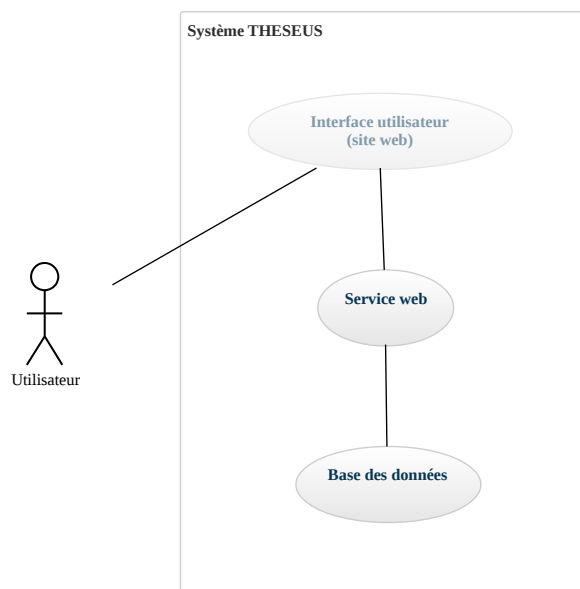 Système THESEUS
Interface utilisateur
(site web)
Service web
Utilisateur
Base des données